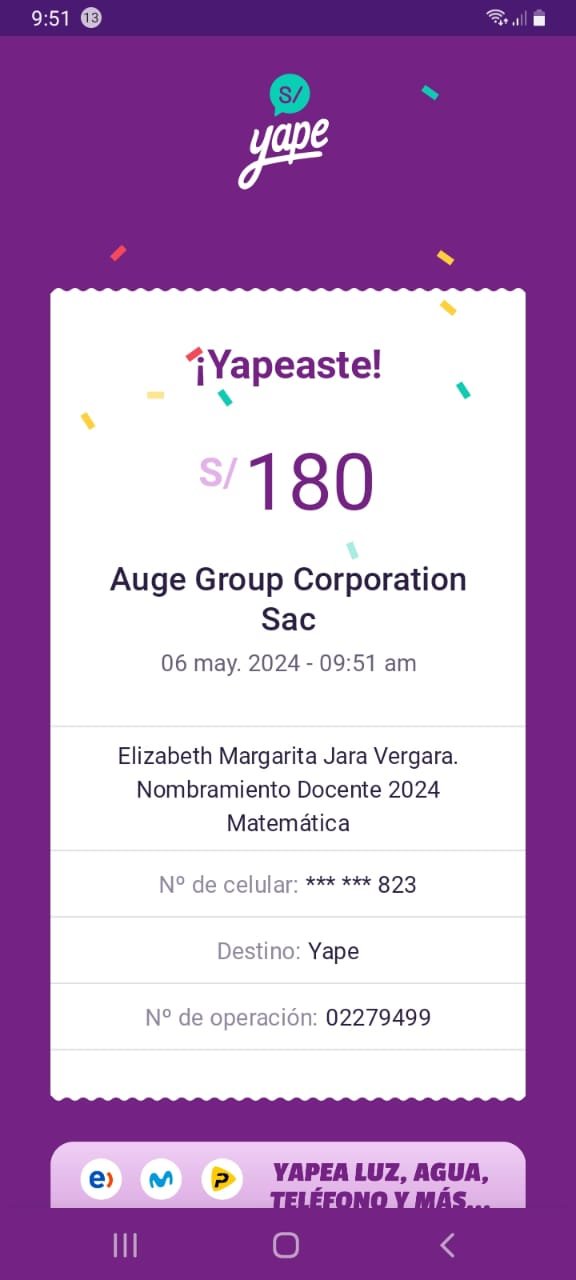 9:51 13
S/
yape
¡Yapeaste!
S/ 180
Auge Group Corporation
Sac
06 may. 2024 - 09:51 am
Elizabeth Margarita Jara Vergara.
Nombramiento Docente 2024
Matemática
Nº de celular: *** *** 823
Destino: Yape
Nº de operación: 02279499
e) P YAPEA LUZ, AGUA,
TELÉFONO Y MÁS...